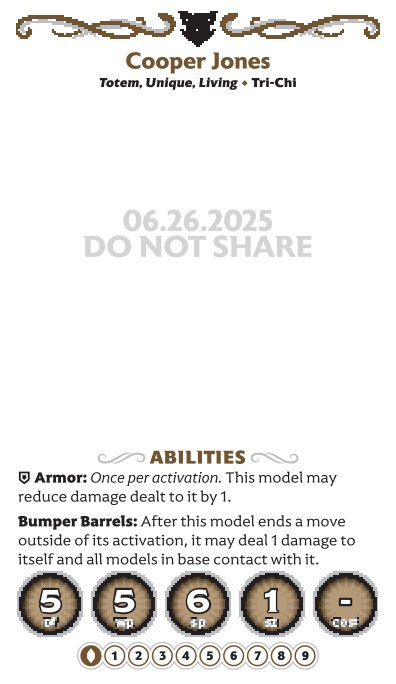 Cooper Jones
Totem, Unique, Living • Tri-Chi
06.26.2025
DO NOT SHARE
ABILITIES
Armor: Once per activation. This model may
reduce damage dealt to it by 1.
Bumper Barrels: After this model ends a move
outside of its activation, it may deal 1 damage to
itself and all models in base contact with it.
5 5 6 1 -
Df Wp Sp Sz Cost
1 2 3 4 5 6 7 8 9